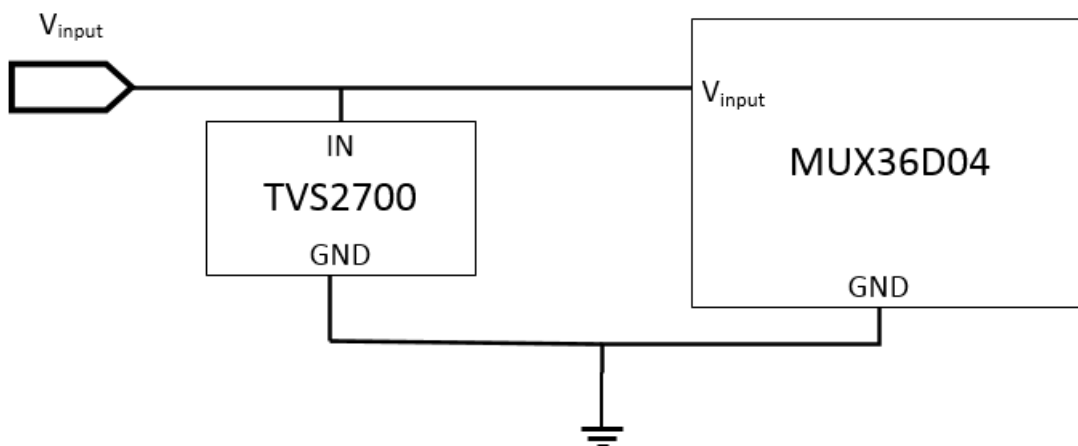 Vinput
Vinput
MUX36D04
IN
TVS2700
GND
GND